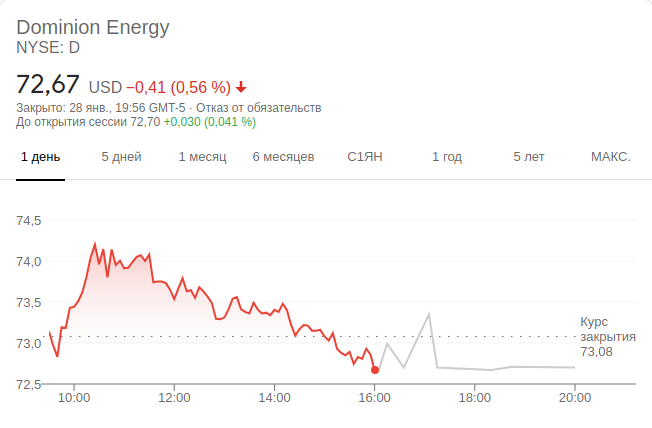 Dominion Energy
NYSE: D
72,67 USD −0,41 (0,56 %)
Закрыто: 28 янв., 19:56 GMT-5 · Отказ от обязательств
До открытия сессии 72,70 +0,030 (0,041 %)
1 день 5 дней 1 месяц 6 месяцев С1ЯН 1 год 5 лет МАКС.
74,5
74,0
73,5
Курс
73.0 закрытия
73,08
72,5
10:00 12:00 14:00 16:00 18:00 20:00